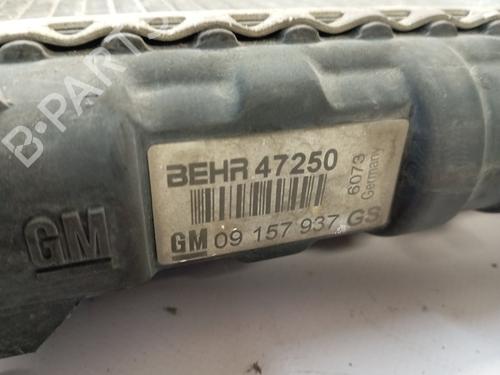 B-PARTS
GM
BEHR 47250
GM 09 157 937 GS
6073
Germany